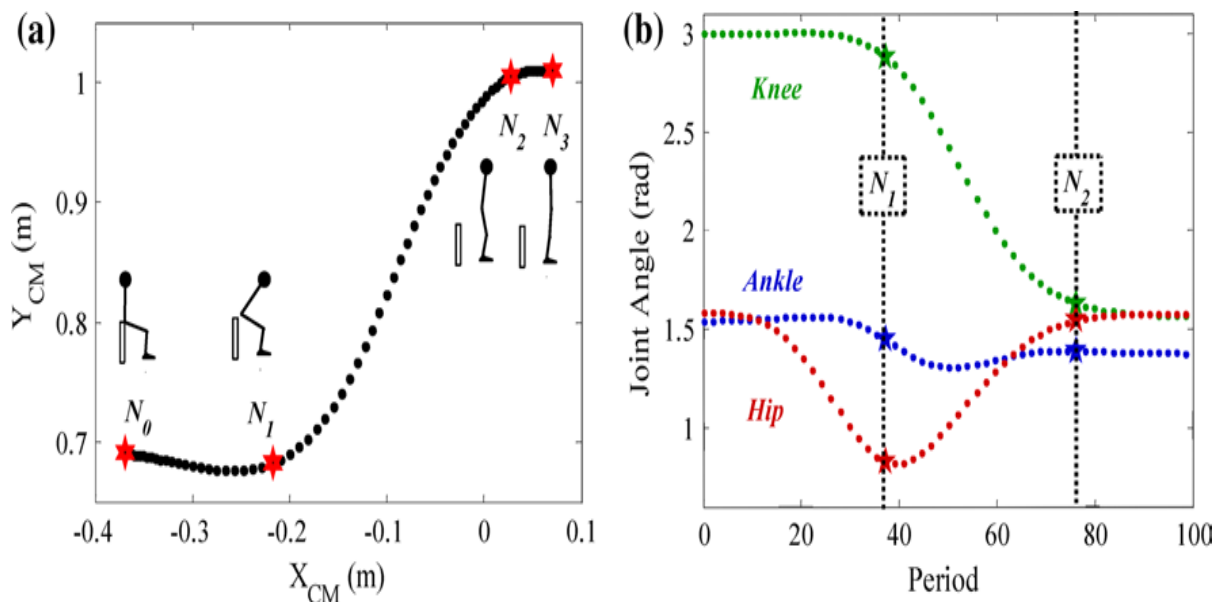 (a)
1
0.9
0.8
0.7
Y_CM (m)
N_0
N_1
N_2
N_3
-0.4
-0.3
-0.2
-0.1
0
0.1
X_CM (m)
(b)
3
2.5
2
1.5
1
Joint Angle (rad)
Knee
Ankle
Hip
N_1
N_2
0
20
40
60
80
100
Period